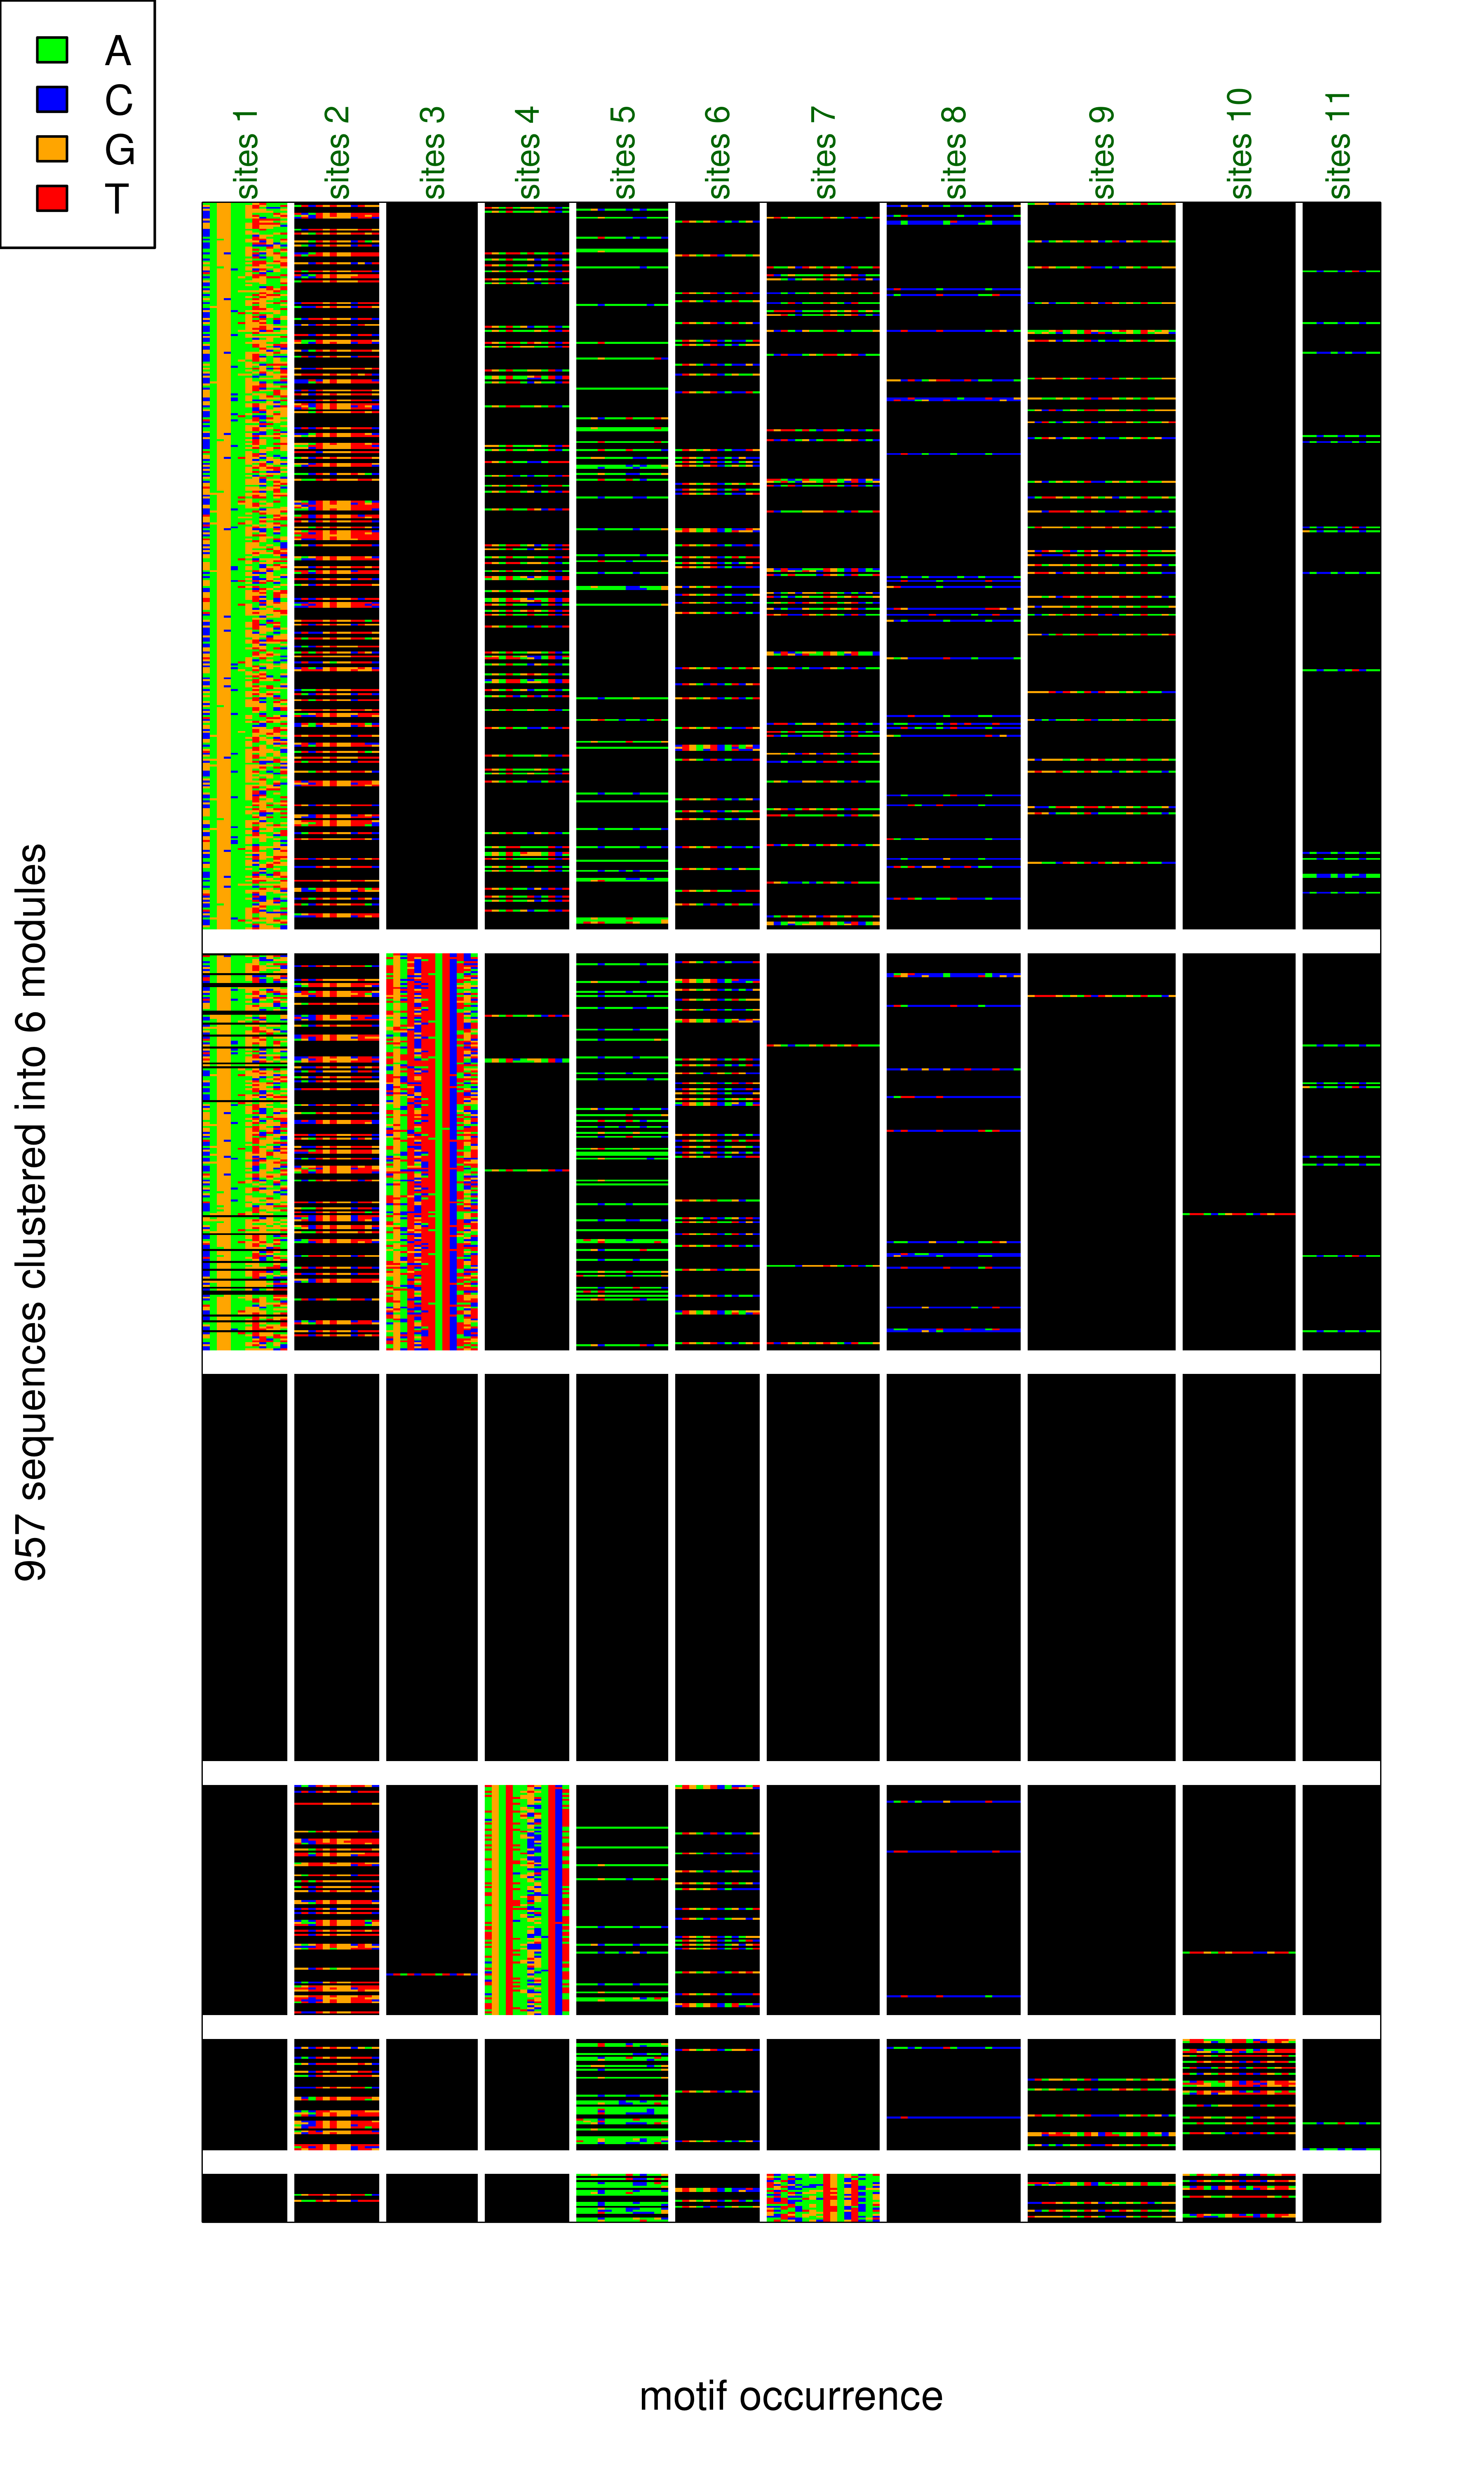 A
C
G
T
sites 1
sites 2
sites 3
sites 4
sites 5
sites 6
sites 7
sites 8
sites 9
sites 10
sites 11
957 sequences clustered into 6 modules
motif occurrence